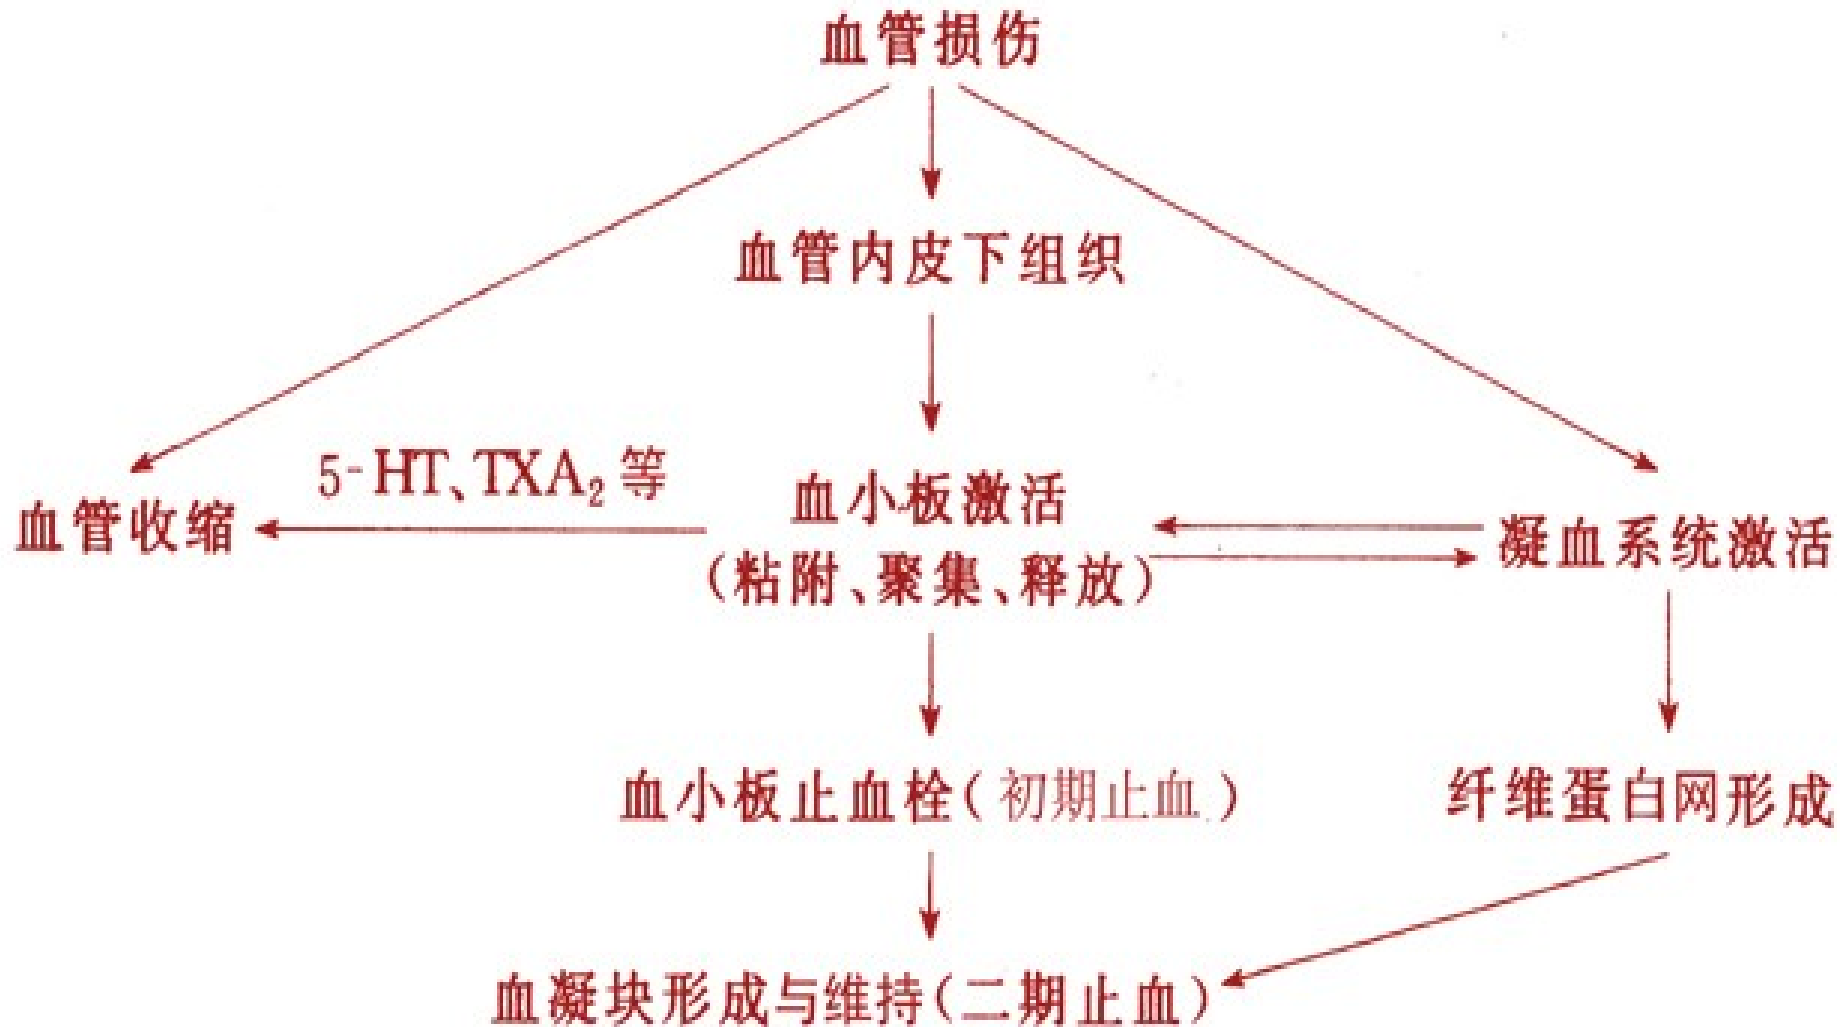 血管损伤
血管内皮下组织
5-HT、TXA₂等
血管收缩
血小板激活
(粘附、聚集、释放)
凝血系统激活
血小板止血栓(初期止血)
纤维蛋白网形成
血凝块形成与维持(二期止血)